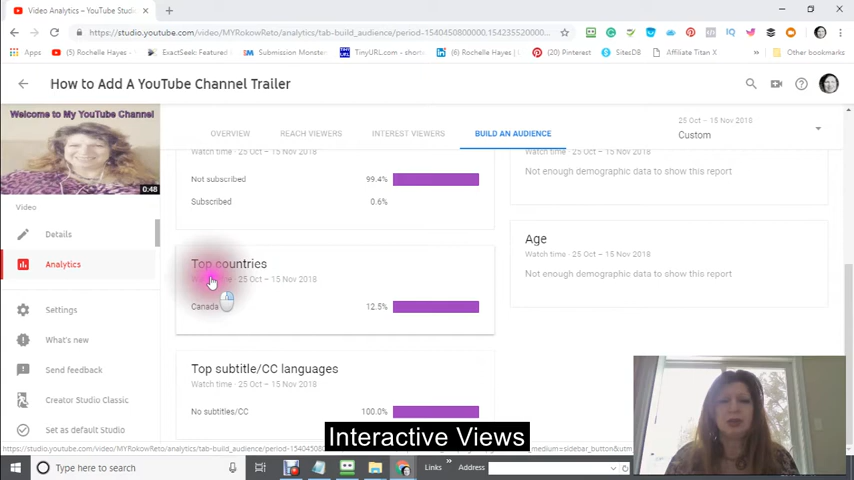 Video Analytics – YouTube Studio
https://studio.youtube.com/video/MYRokowReto/analytics/tab-build_audience/period-1540450800000,1542355200000
Apps
(5) Rochelle Hayes
ExactSeek: Featured
Submission Monster
TinyURL.com - short
(6) Rochelle Hayes | Li
(20) Pinterest
SitesDB
Affiliate Titan X
Other bookmarks
How to Add A YouTube Channel Trailer
Welcome to My YouTube Channel
0:48
Video
Details
Analytics
Settings
What's new
Send feedback
Creator Studio Classic
Set as default Studio
OVERVIEW
REACH VIEWERS
INTEREST VIEWERS
BUILD AN AUDIENCE
25 Oct – 15 Nov 2018
Custom
Watch time · 25 Oct – 15 Nov 2018
Not subscribed 99.4%
Subscribed 0.6%
Watch time · 25 Oct – 15 Nov 2018
Not enough demographic data to show this report
Top countries
Watch time · 25 Oct – 15 Nov 2018
Canada 12.5%
Age
Watch time · 25 Oct – 15 Nov 2018
Not enough demographic data to show this report
Top subtitle/CC languages
Watch time · 25 Oct – 15 Nov 2018
No subtitles/CC 100.0%
Interactive Views
Type here to search
Links
Address